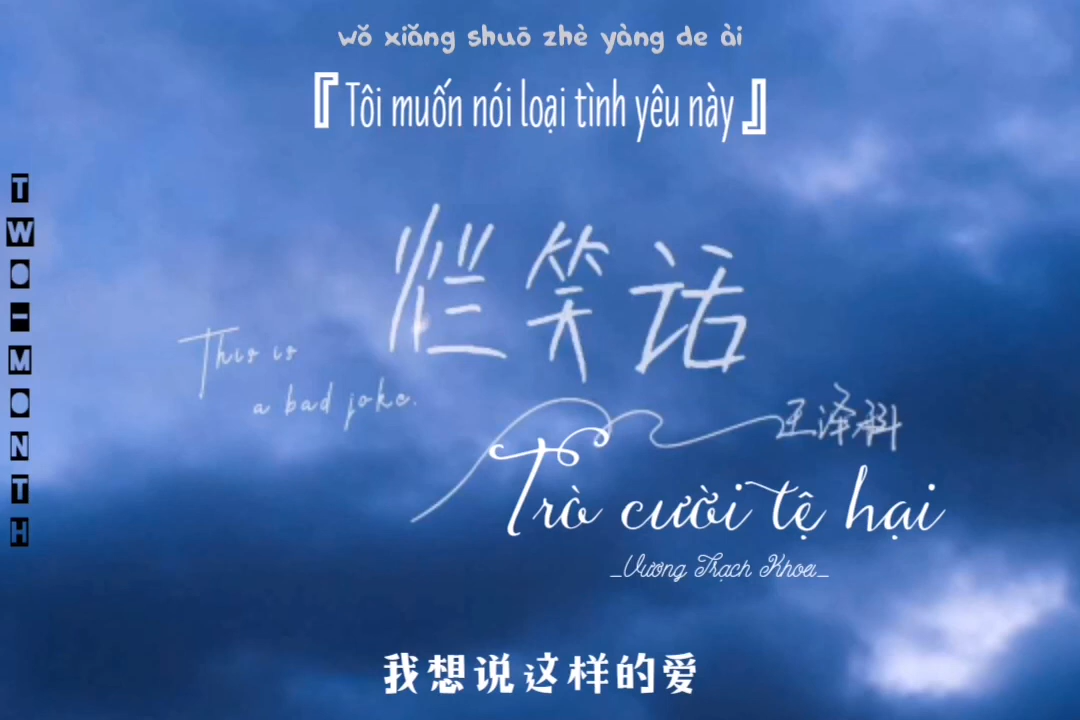 wǒ xiǎng shuō zhè yàng de ài
『Tôi muốn nói loại tình yêu này』
TWO-MONTH
烂笑话
This is
a bad joke.
王泽科
Trò cười tệ hại
_Vương Trạch Khoa_
我想说这样的爱